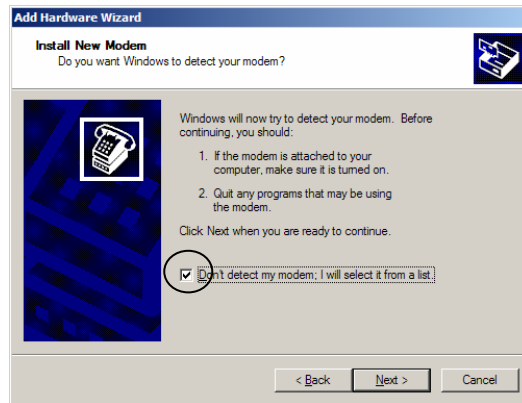 Add Hardware Wizard
Install New Modem
Do you want Windows to detect your modem?
Windows will now try to detect your modem. Before
continuing, you should:
1. If the modem is attached to your
computer, make sure it is turned on.
2. Quit any programs that may be using
the modem.
Click Next when you are ready to continue.
Don't detect my modem; I will select it from a list.
< Back Next > Cancel